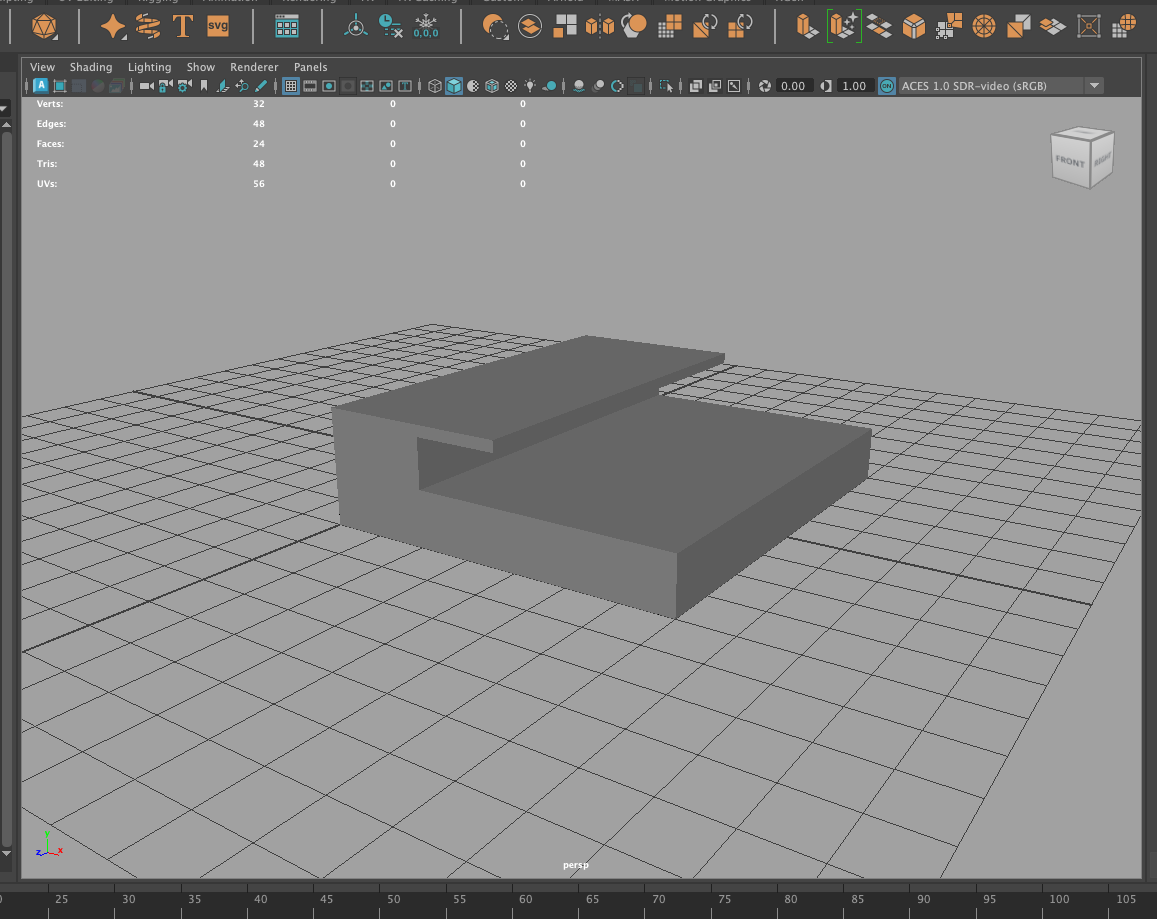 svg
0,0,0
View Shading Lighting Show Renderer Panels
A 0.00 1.00 ON ACES 1.0 SDR-video (sRGB)
Verts: 32 0 0
Edges: 48 0 0
Faces: 24 0 0
Tris: 48 0 0
UVs: 56 0 0
FRONT RIGHT
z x
persp
25 30 35 40 45 50 55 60 65 70 75 80 85 90 95 100 105